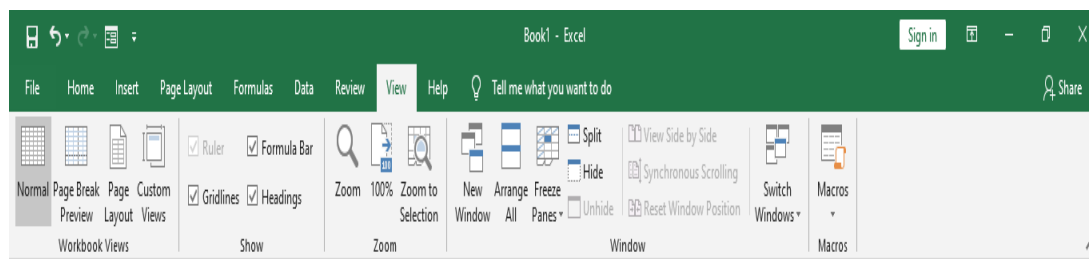 Book1 - Excel
Sign in
File Home Insert Page Layout Formulas Data Review View Help Tell me what you want to do Share
Normal
Page Break
Preview
Page
Layout
Custom
Views
Workbook Views
Ruler
Formula Bar
Gridlines
Headings
Show
Zoom
100
100%
Zoom to
Selection
Zoom
New
Window
Arrange
All
Freeze
Panes
Split
Hide
Unhide
View Side by Side
Synchronous Scrolling
Reset Window Position
Switch
Windows
Window
Macros
Macros